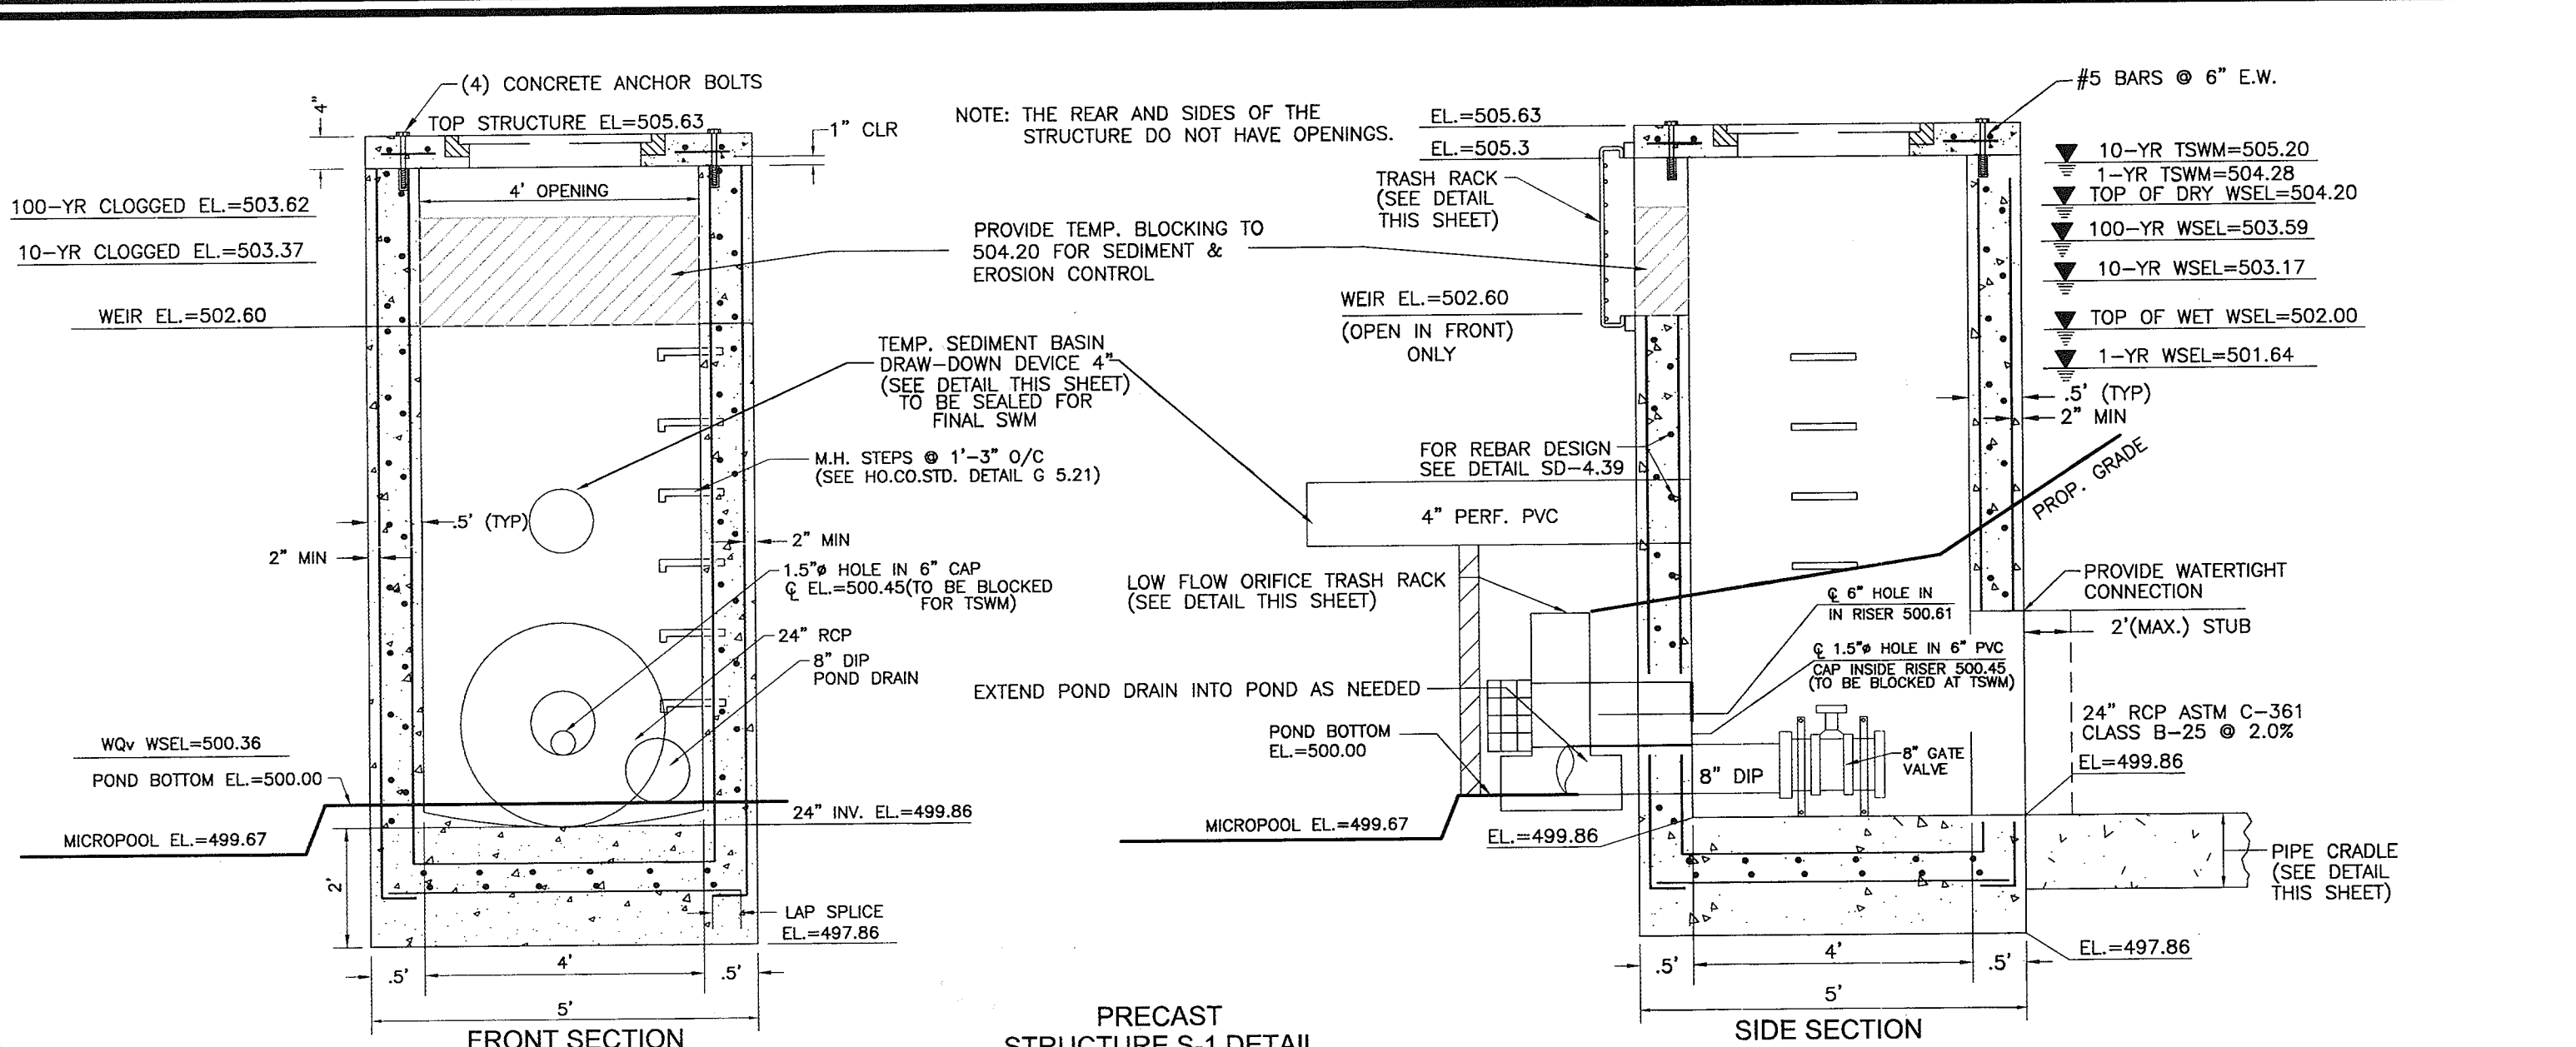 (4) CONCRETE ANCHOR BOLTS
4"
TOP STRUCTURE EL=505.63
1" CLR
4' OPENING
100-YR CLOGGED EL.=503.62
10-YR CLOGGED EL.=503.37
WEIR EL.=502.60
.5' (TYP)
2" MIN
2" MIN
WQv WSEL=500.36
POND BOTTOM EL.=500.00
MICROPOOL EL.=499.67
2'
24" INV. EL.=499.86
LAP SPLICE
EL.=497.86
.5'
4'
.5'
5'
FRONT SECTION
NOTE: THE REAR AND SIDES OF THE
STRUCTURE DO NOT HAVE OPENINGS.
PROVIDE TEMP. BLOCKING TO
504.20 FOR SEDIMENT &
EROSION CONTROL
TEMP. SEDIMENT BASIN
DRAW-DOWN DEVICE 4"
(SEE DETAIL THIS SHEET)
TO BE SEALED FOR
FINAL SWM
M.H. STEPS @ 1'-3" O/C
(SEE HO.CO.STD. DETAIL G 5.21)
1.5"ø HOLE IN 6" CAP
℄ EL.=500.45(TO BE BLOCKED
FOR TSWM)
24" RCP
8" DIP
POND DRAIN
PRECAST
STRUCTURE S-1 DETAIL
EL.=505.63
EL.=505.3
TRASH RACK
(SEE DETAIL
THIS SHEET)
WEIR EL.=502.60
(OPEN IN FRONT)
ONLY
FOR REBAR DESIGN
SEE DETAIL SD-4.39
4" PERF. PVC
LOW FLOW ORIFICE TRASH RACK
(SEE DETAIL THIS SHEET)
EXTEND POND DRAIN INTO POND AS NEEDED
POND BOTTOM
EL.=500.00
MICROPOOL EL.=499.67
EL.=499.86
8" DIP
8" GATE
VALVE
℄ 6" HOLE IN
IN RISER 500.61
℄ 1.5"ø HOLE IN 6" PVC
CAP INSIDE RISER 500.45
(TO BE BLOCKED AT TSWM)
#5 BARS @ 6" E.W.
10-YR TSWM=505.20
1-YR TSWM=504.28
TOP OF DRY WSEL=504.20
100-YR WSEL=503.59
10-YR WSEL=503.17
TOP OF WET WSEL=502.00
1-YR WSEL=501.64
.5' (TYP)
2" MIN
PROP. GRADE
PROVIDE WATERTIGHT
CONNECTION
2'(MAX.) STUB
24" RCP ASTM C-361
CLASS B-25 @ 2.0%
EL=499.86
PIPE CRADLE
(SEE DETAIL
THIS SHEET)
EL.=497.86
.5'
4'
.5'
5'
SIDE SECTION